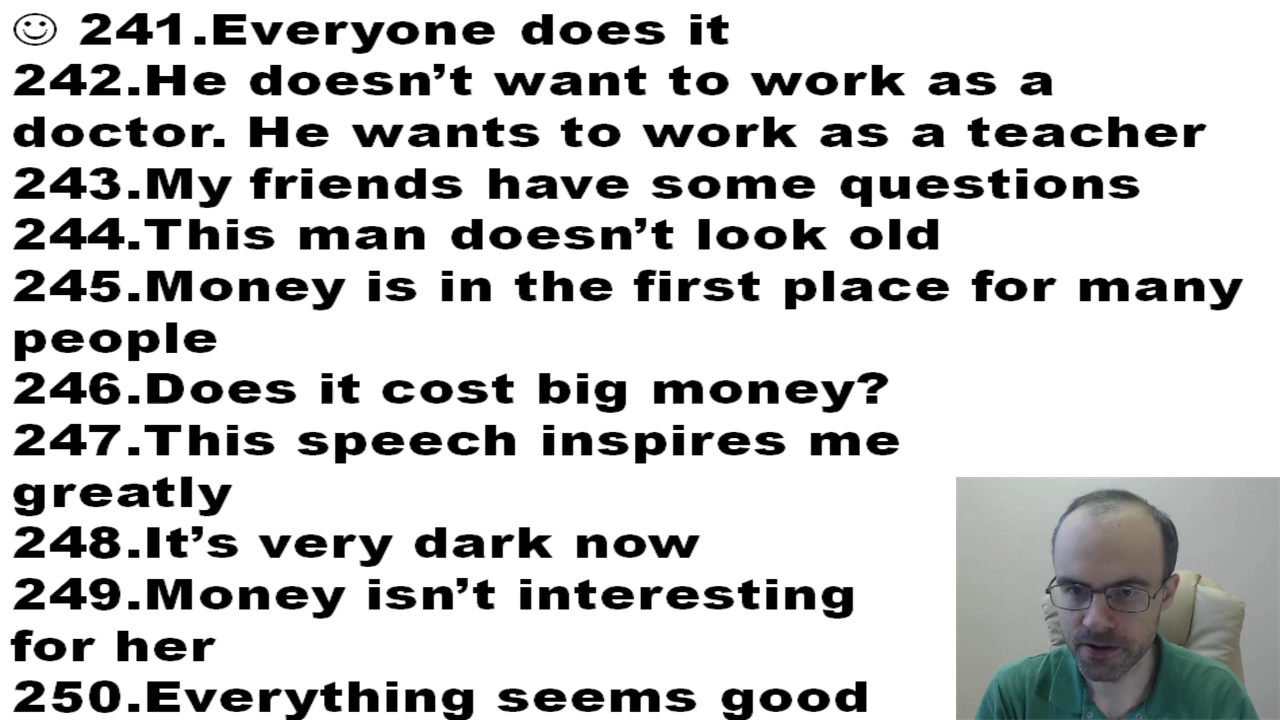 ☺ 241.Everyone does it
242.He doesn’t want to work as a
doctor. He wants to work as a teacher
243.My friends have some questions
244.This man doesn’t look old
245.Money is in the first place for many
people
246.Does it cost big money?
247.This speech inspires me
greatly
248.It’s very dark now
249.Money isn’t interesting
for her
250.Everything seems good